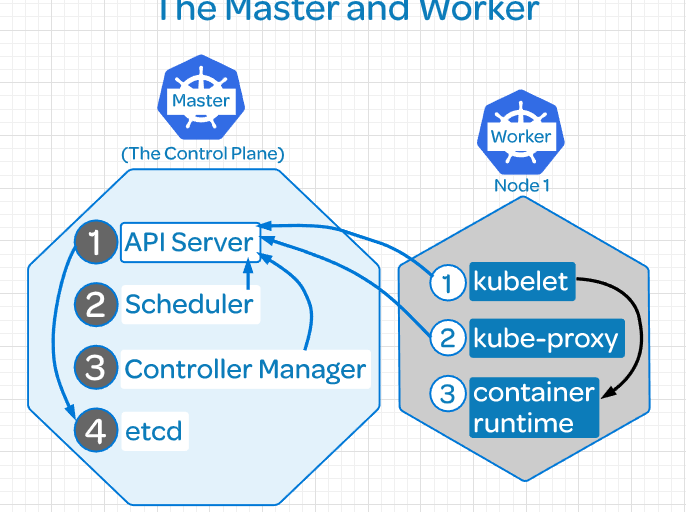 The Master and Worker
Master
(The Control Plane)
1 API Server
2 Scheduler
3 Controller Manager
4 etcd
Worker
Node 1
1 kubelet
2 kube-proxy
3 container
runtime